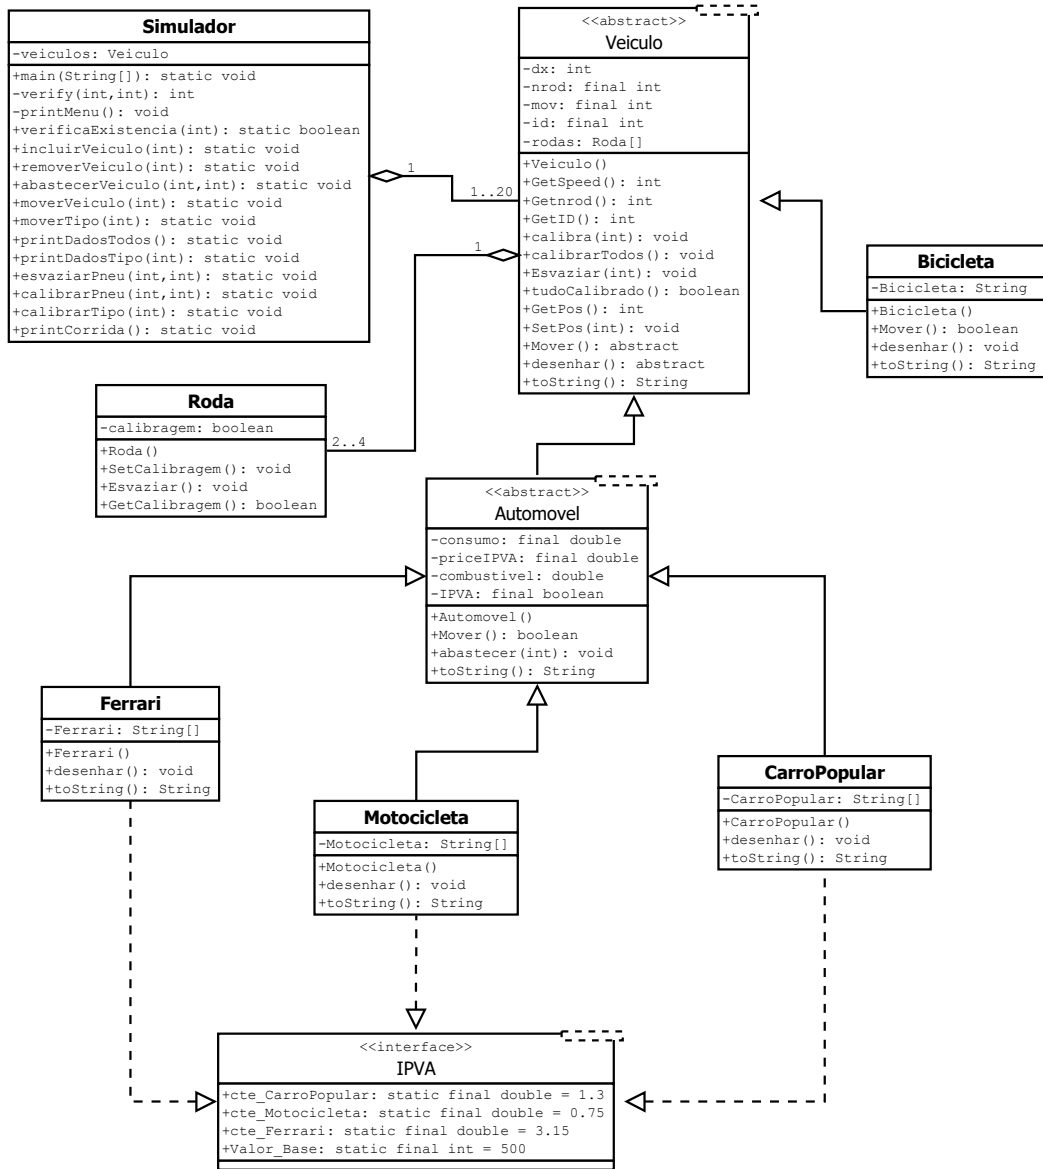 Simulador
-veiculos: Veiculo
+main(String[]): static void
-verify(int,int): int
-printMenu(): void
+verificaExistencia(int): static boolean
+incluirVeiculo(int): static void
+removerVeiculo(int): static void
+abastecerVeiculo(int,int): static void
+moverVeiculo(int): static void
+moverTipo(int): static void
+printDadosTodos(): static void
+printDadosTipo(int): static void
+esvaziarPneu(int,int): static void
+calibrarPneu(int,int): static void
+calibrarTipo(int): static void
+printCorrida(): static void
1
1..20
<<abstract>>
Veiculo
-dx: int
-nrod: final int
-mov: final int
-id: final int
-rodas: Roda[]
+Veiculo()
+GetSpeed(): int
+Getnrod(): int
+GetID(): int
+calibra(int): void
+calibrarTodos(): void
+Esvaziar(int): void
+tudoCalibrado(): boolean
+GetPos(): int
+SetPos(int): void
+Mover(): abstract
+desenhar(): abstract
+toString(): String
1
2..4
Bicicleta
-Bicicleta: String
+Bicicleta()
+Mover(): boolean
+desenhar(): void
+toString(): String
Roda
-calibragem: boolean
+Roda()
+SetCalibragem(): void
+Esvaziar(): void
+GetCalibragem(): boolean
<<abstract>>
Automovel
-consumo: final double
-priceIPVA: final double
-combustivel: double
-IPVA: final boolean
+Automovel()
+Mover(): boolean
+abastecer(int): void
+toString(): String
Ferrari
-Ferrari: String[]
+Ferrari()
+desenhar(): void
+toString(): String
Motocicleta
-Motocicleta: String[]
+Motocicleta()
+desenhar(): void
+toString(): String
CarroPopular
-CarroPopular: String[]
+CarroPopular()
+desenhar(): void
+toString(): String
<<interface>>
IPVA
+cte_CarroPopular: static final double = 1.3
+cte_Motocicleta: static final double = 0.75
+cte_Ferrari: static final double = 3.15
+Valor_Base: static final int = 500